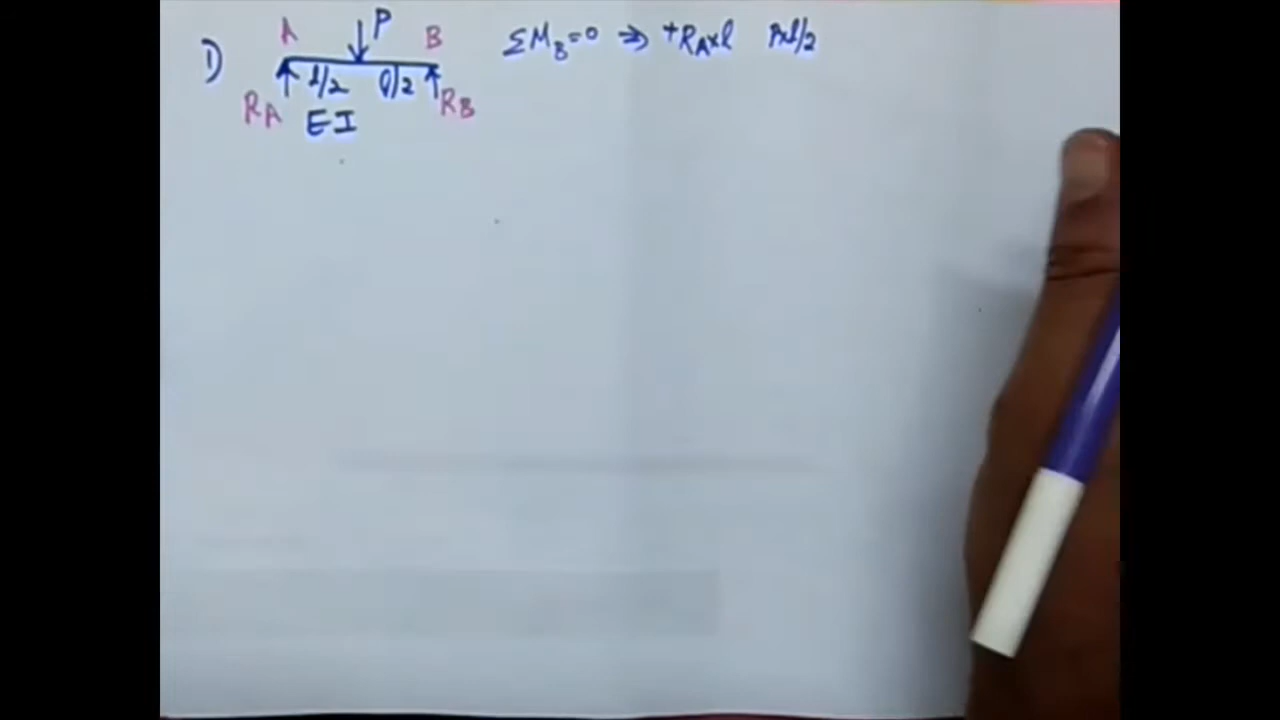 1) A P B ΣM_B=0 ⇒ +R_A×l P×l/2
l/2 l/2
R_A R_B
EI